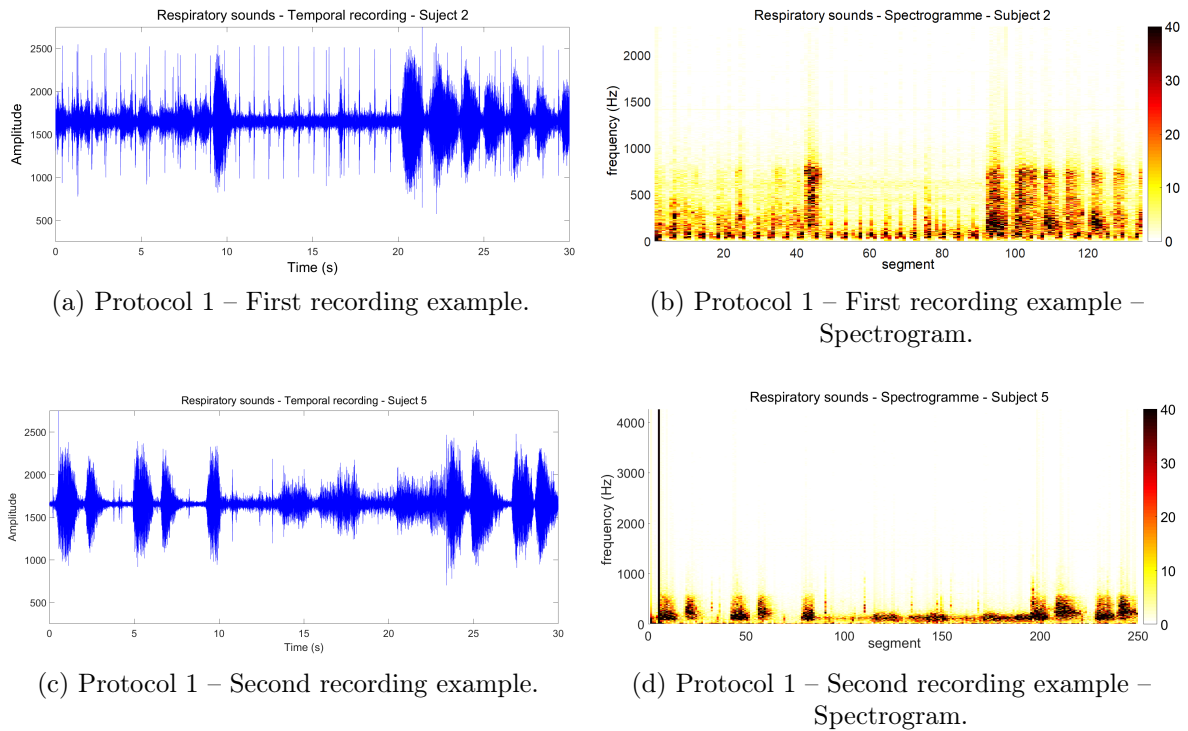 Respiratory sounds - Temporal recording - Suject 2
Amplitude
2500
2000
1500
1000
500
0 5 10 15 20 25 30
Time (s)
Respiratory sounds - Spectrogramme - Subject 2
frequency (Hz)
2000
1500
1000
500
0
20 40 60 80 100 120
segment
40
30
20
10
0
(a) Protocol 1 – First recording example.
(b) Protocol 1 – First recording example –
Spectrogram.
Respiratory sounds - Temporal recording - Suject 5
Amplitude
2500
2000
1500
1000
500
0 5 10 15 20 25 30
Time (s)
Respiratory sounds - Spectrogramme - Subject 5
frequency (Hz)
4000
3000
2000
1000
0
0 50 100 150 200 250
segment
40
30
20
10
0
(c) Protocol 1 – Second recording example.
(d) Protocol 1 – Second recording example –
Spectrogram.